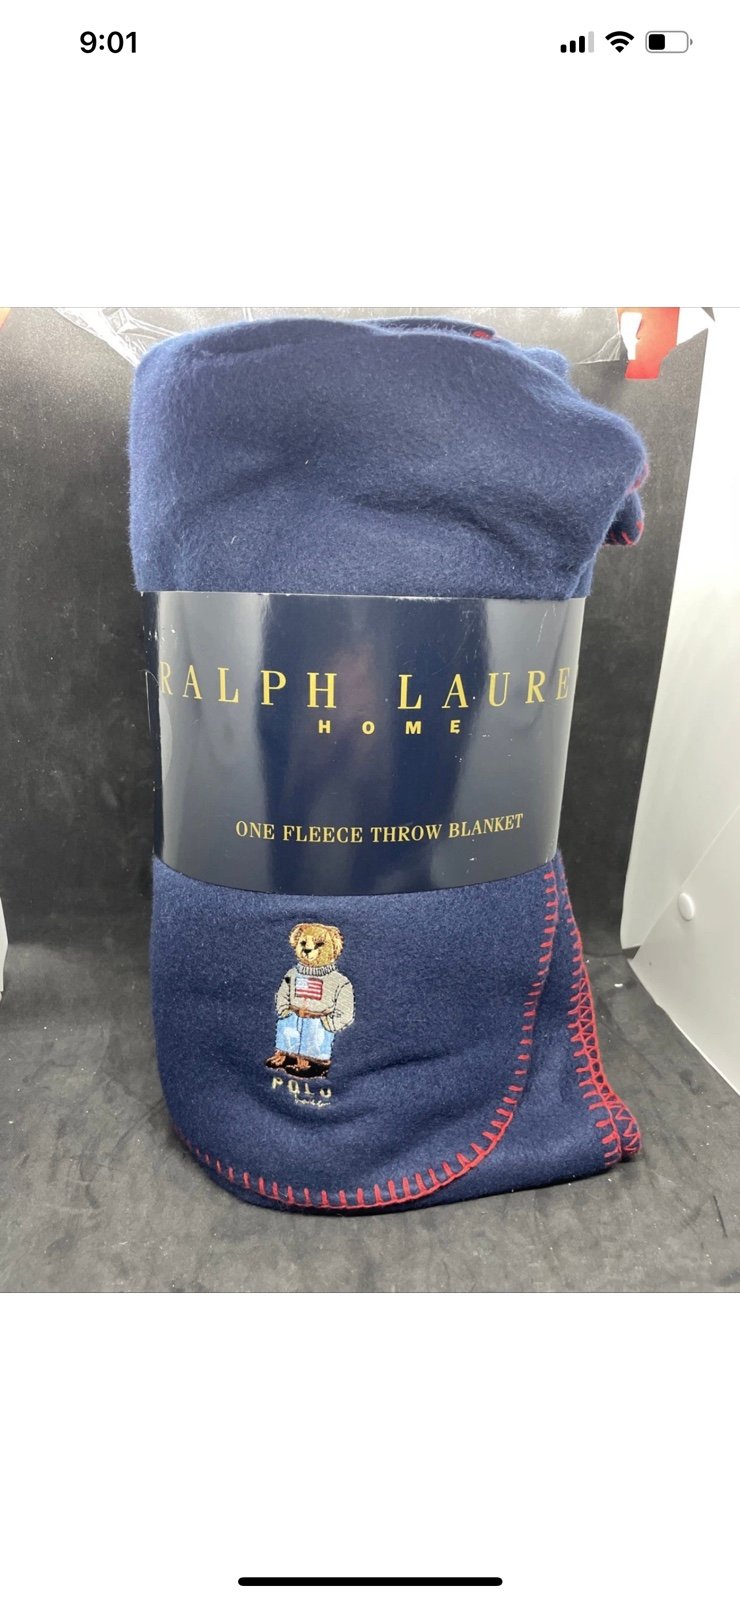 9:01
RALPH LAURE
HOME
ONE FLEECE THROW BLANKET
POLO